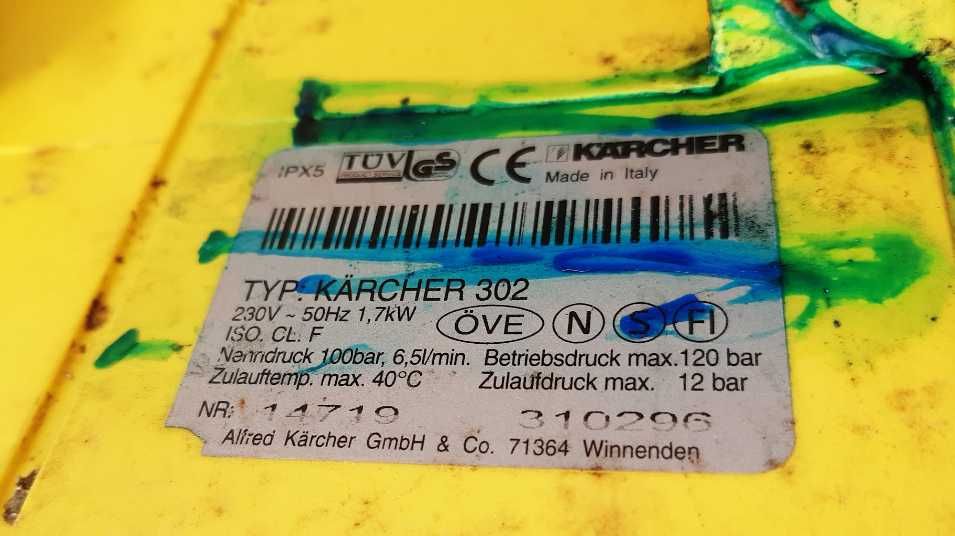 IPX5 TÜV PRODUCT SERVICE GS CE KÄRCHER
Made in Italy
TYP. KÄRCHER 302
230V ~ 50Hz 1,7kW
ISO. CL. F
ÖVE N S FI
Nenndruck 100bar, 6,5l/min. Betriebsdruck max. 120 bar
Zulauftemp. max. 40°C Zulaufdruck max. 12 bar
NR: 14719 310296
Alfred Kärcher GmbH & Co. 71364 Winnenden